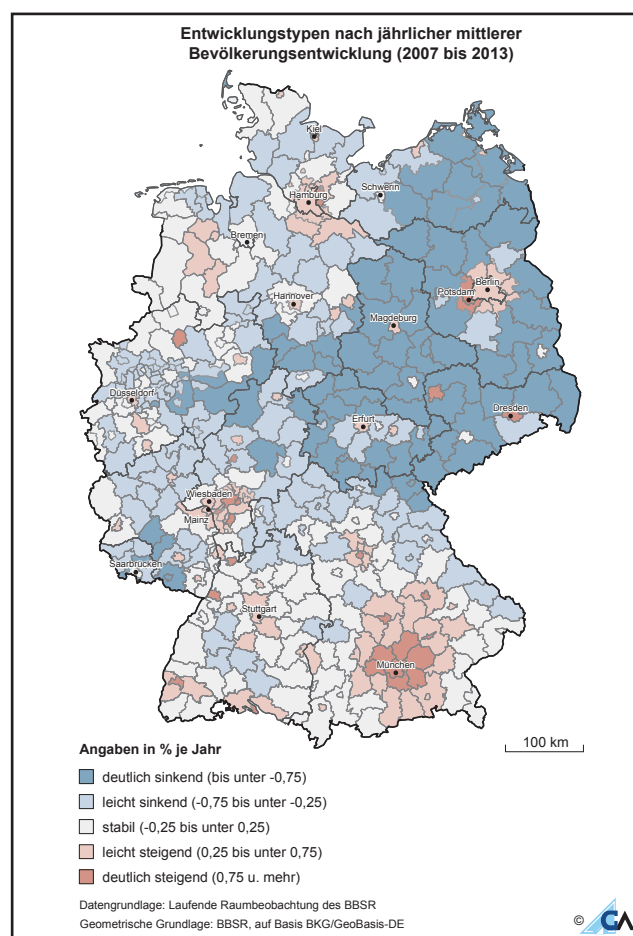 Entwicklungstypen nach jährlicher mittlerer
Bevölkerungsentwicklung (2007 bis 2013)
Kiel
Schwerin
Hamburg
Bremen
Berlin
Potsdam
Hannover
Magdeburg
Düsseldorf
Dresden
Erfurt
Wiesbaden
Mainz
Saarbrücken
Stuttgart
München
100 km
Angaben in % je Jahr
deutlich sinkend (bis unter -0,75)
leicht sinkend (-0,75 bis unter -0,25)
stabil (-0,25 bis unter 0,25)
leicht steigend (0,25 bis unter 0,75)
deutlich steigend (0,75 u. mehr)
Datengrundlage: Laufende Raumbeobachtung des BBSR
Geometrische Grundlage: BBSR, auf Basis BKG/GeoBasis-DE
© GA